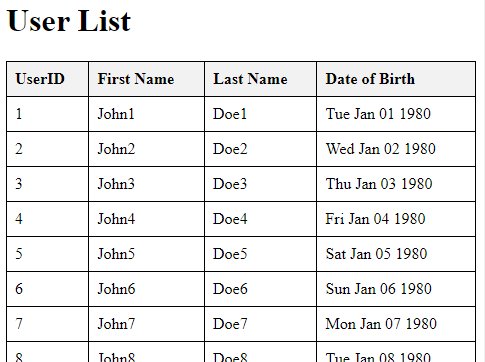 User List
UserID First Name Last Name Date of Birth
1 John1 Doe1 Tue Jan 01 1980
2 John2 Doe2 Wed Jan 02 1980
3 John3 Doe3 Thu Jan 03 1980
4 John4 Doe4 Fri Jan 04 1980
5 John5 Doe5 Sat Jan 05 1980
6 John6 Doe6 Sun Jan 06 1980
7 John7 Doe7 Mon Jan 07 1980
8 John8 Doe8 Tue Jan 08 1980